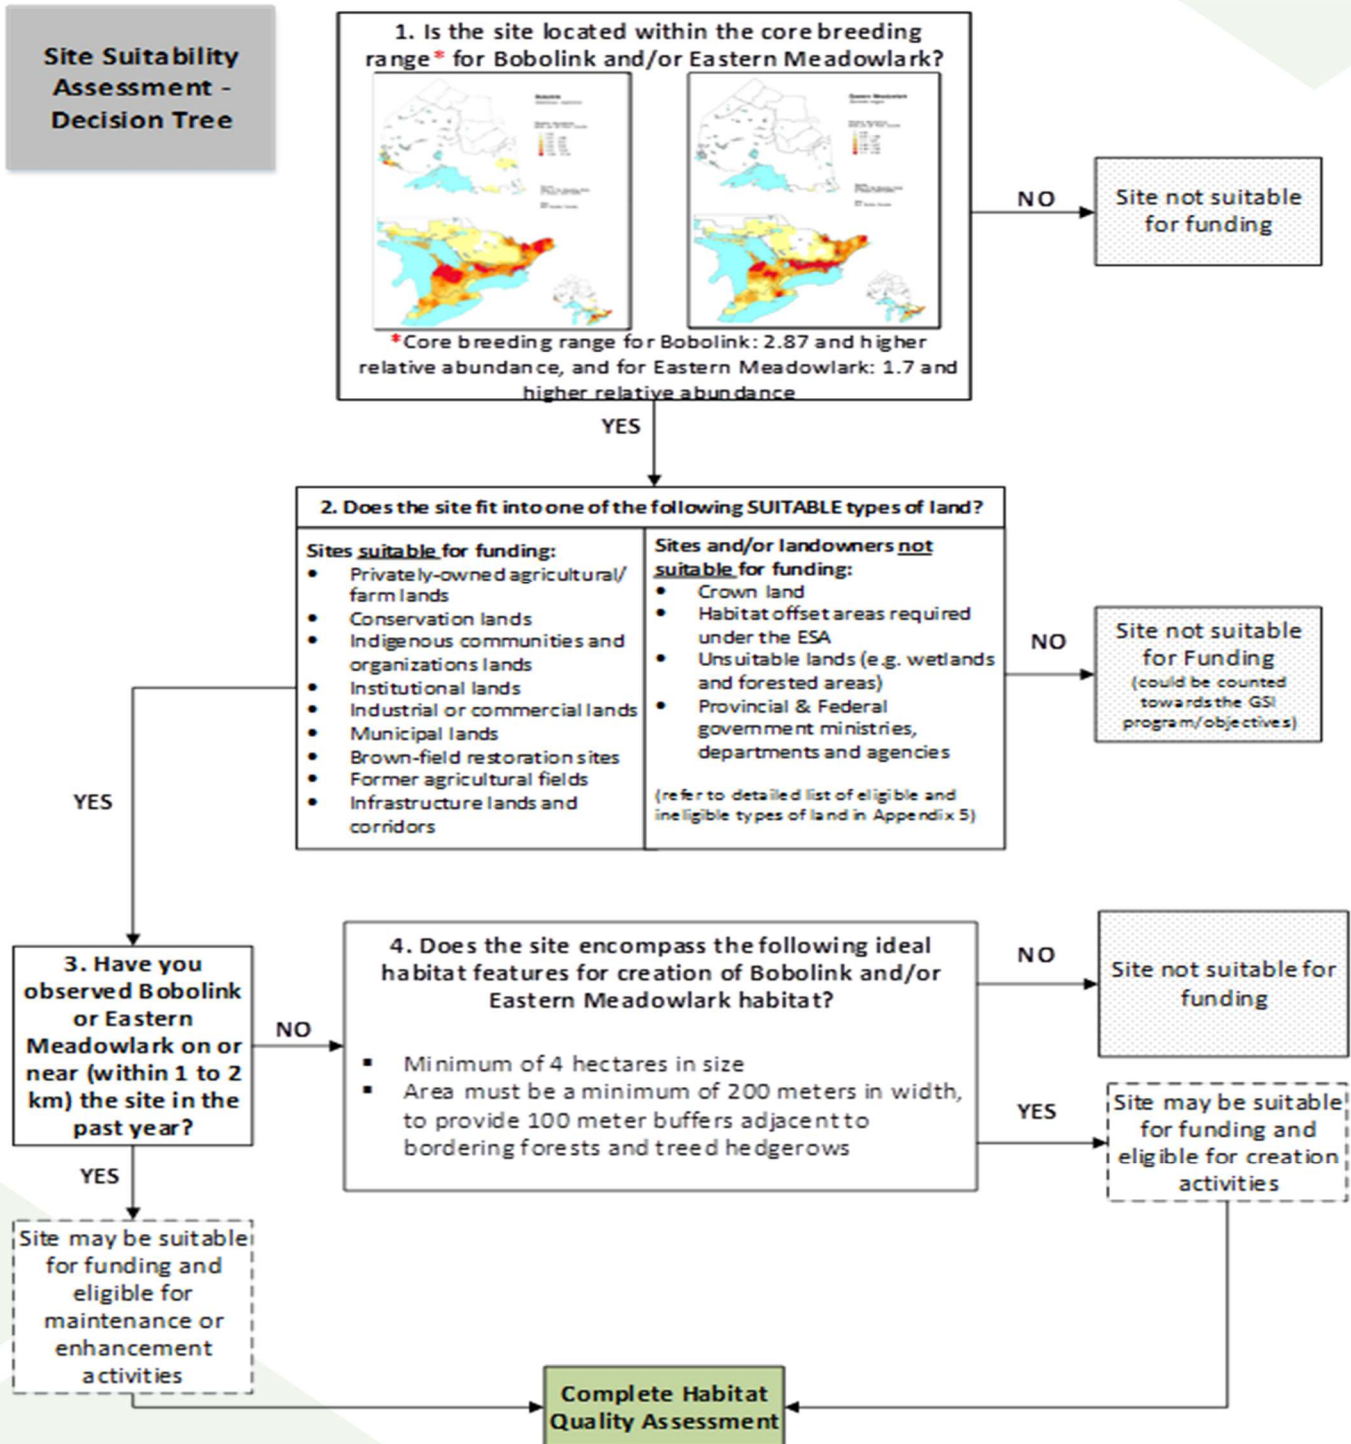 Site Suitability
Assessment -
Decision Tree
1. Is the site located within the core breeding
range* for Bobolink and/or Eastern Meadowlark?
Bobolink
Eastern Meadowlark
*Core breeding range for Bobolink: 2.87 and higher
relative abundance, and for Eastern Meadowlark: 1.7 and
higher relative abundance
NO
Site not suitable
for funding
YES
2. Does the site fit into one of the following SUITABLE types of land?
Sites suitable for funding:
• Privately-owned agricultural/
farm lands
• Conservation lands
• Indigenous communities and
organizations lands
• Institutional lands
• Industrial or commercial lands
• Municipal lands
• Brown-field restoration sites
• Former agricultural fields
• Infrastructure lands and
corridors
Sites and/or landowners not
suitable for funding:
• Crown land
• Habitat offset areas required
under the ESA
• Unsuitable lands (e.g. wetlands
and forested areas)
• Provincial & Federal
government ministries,
departments and agencies
(refer to detailed list of eligible and
ineligible types of land in Appendix 5)
NO
Site not suitable
for Funding
(could be counted
towards the GSI
program/objectives)
YES
3. Have you
observed Bobolink
or Eastern
Meadowlark on or
near (within 1 to 2
km) the site in the
past year?
NO
4. Does the site encompass the following ideal
habitat features for creation of Bobolink and/or
Eastern Meadowlark habitat?
▪ Minimum of 4 hectares in size
▪ Area must be a minimum of 200 meters in width,
to provide 100 meter buffers adjacent to
bordering forests and treed hedgerows
NO
Site not suitable for
funding
YES
Site may be suitable
for funding and
eligible for creation
activities
YES
Site may be suitable
for funding and
eligible for
maintenance or
enhancement
activities
Complete Habitat
Quality Assessment